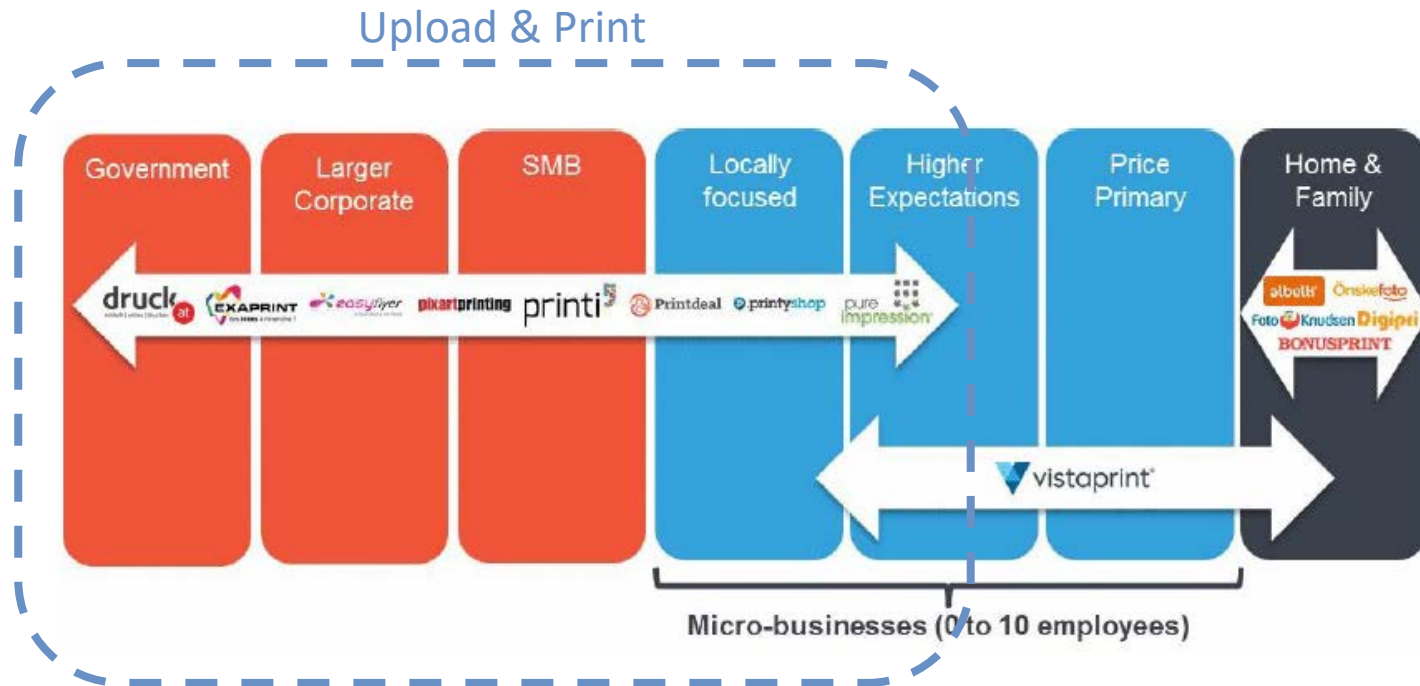 Upload & Print
Government
Larger
Corporate
SMB
Locally
focused
Higher
Expectations
Price
Primary
Home &
Family
druck at
EXAPRINT
easyflyer
pixartprinting
printi
Printdeal
printyshop
pure
impression
albelli
Önskefoto
Foto Knudsen Digipri
BONUSPRINT
vistaprint
Micro-businesses (0 to 10 employees)